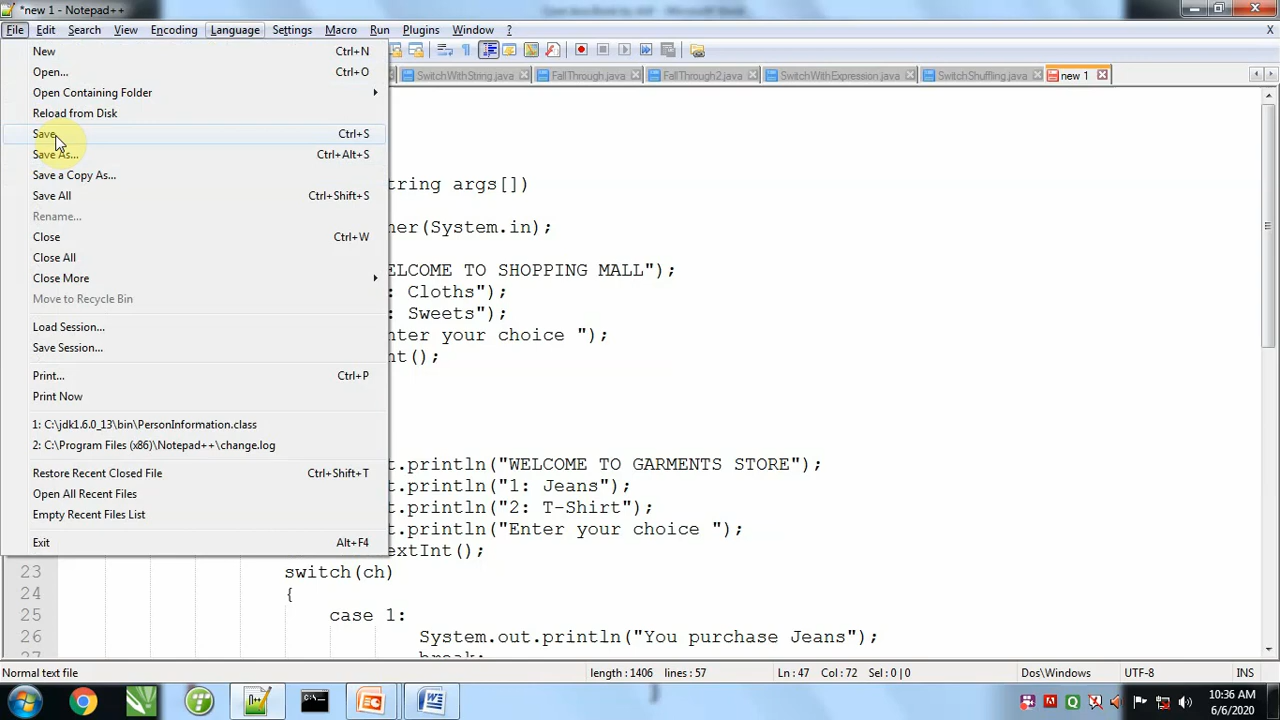 *new 1 - Notepad++
File Edit Search View Encoding Language Settings Macro Run Plugins Window ? X
SwitchWithString.java FallThrough.java FallThrough2.java SwitchWithExpression.java SwitchShuffling.java new 1
New Ctrl+N
Open... Ctrl+O
Open Containing Folder
Reload from Disk
Save Ctrl+S
Save As... Ctrl+Alt+S
Save a Copy As...
Save All Ctrl+Shift+S
Rename...
Close Ctrl+W
Close All
Close More
Move to Recycle Bin
Load Session...
Save Session...
Print... Ctrl+P
Print Now
1: C:\jdk1.6.0_13\bin\PersonInformation.class
2: C:\Program Files (x86)\Notepad++\change.log
Restore Recent Closed File Ctrl+Shift+T
Open All Recent Files
Empty Recent Files List
Exit Alt+F4
tring args[])
ner(System.in);
ELCOME TO SHOPPING MALL");
: Cloths");
: Sweets");
nter your choice ");
nt();
t.println("WELCOME TO GARMENTS STORE");
t.println("1: Jeans");
t.println("2: T-Shirt");
t.println("Enter your choice ");
extInt();
23 switch(ch)
24 {
25 case 1:
26 System.out.println("You purchase Jeans");
27 break;
Normal text file length : 1406 lines : 57 Ln : 47 Col : 72 Sel : 0 | 0 Dos\Windows UTF-8 INS
10:36 AM
6/6/2020